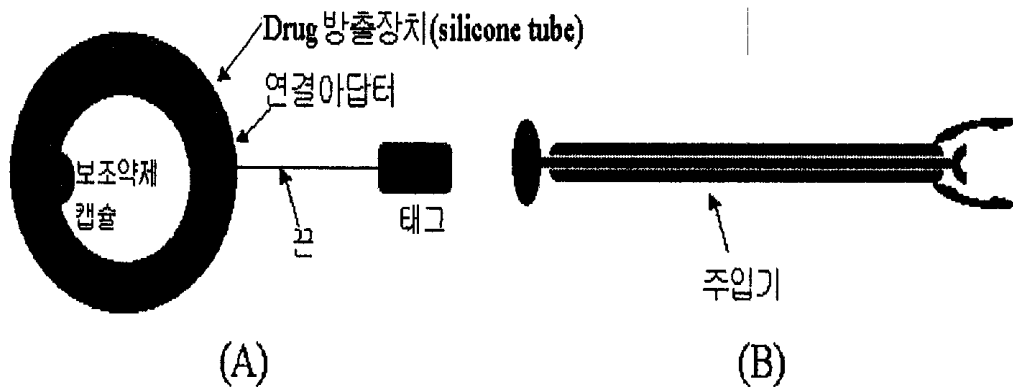 Drug 방출장치(silicone tube)
연결아답터
보조약제
캡슐
끈
태그
주입기
(A)
(B)